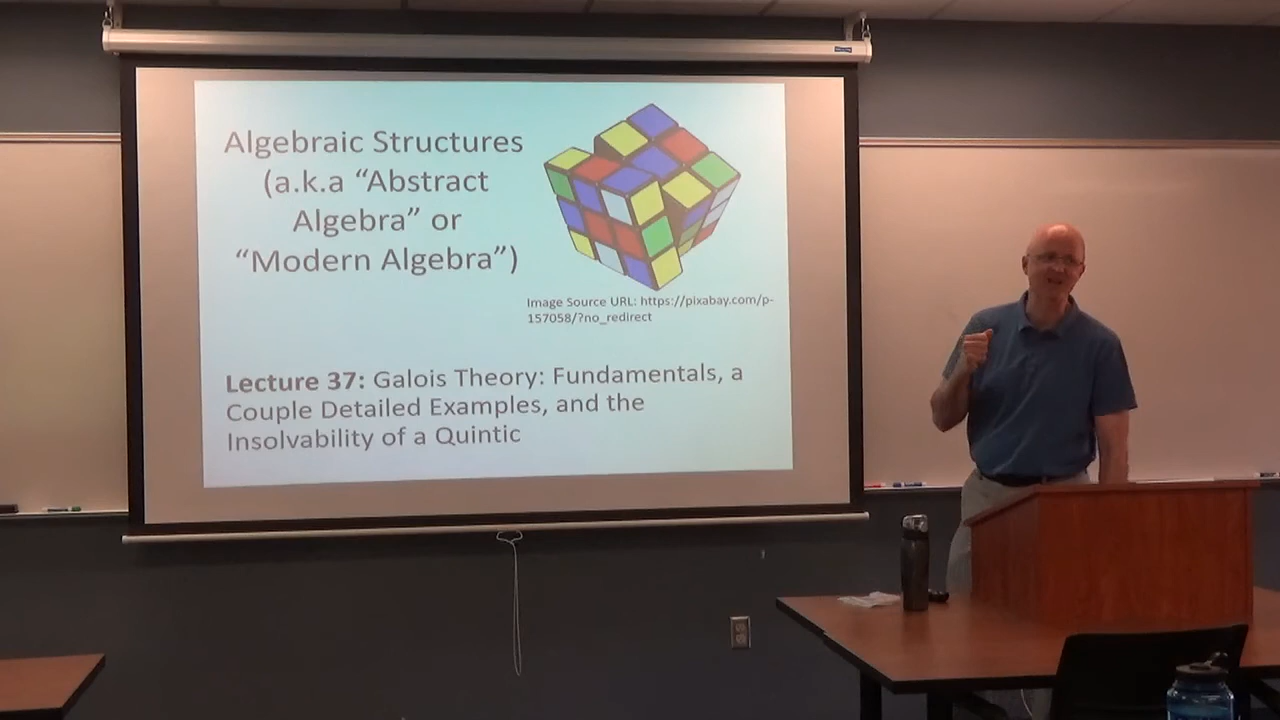 Algebraic Structures
(a.k.a “Abstract
Algebra” or
“Modern Algebra”)
Image Source URL: https://pixabay.com/p-
157058/?no_redirect
Lecture 37: Galois Theory: Fundamentals, a
Couple Detailed Examples, and the
Insolvability of a Quintic